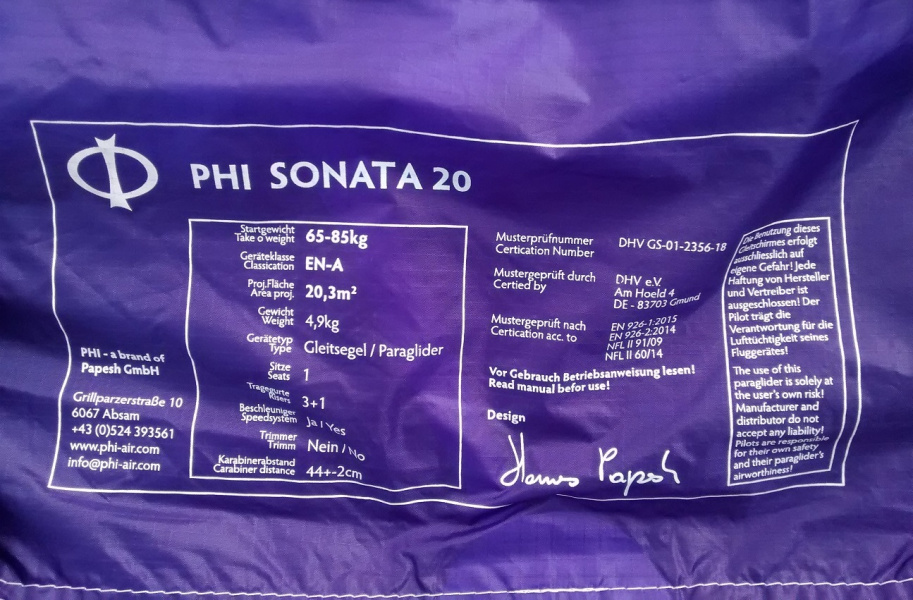 PHI SONATA 20
Startgewicht
Take o weight
65-85kg
Geräteklasse
Classication
EN-A
Proj.Fläche
Area proj.
20,3m²
Gewicht
Weight
4,9kg
Gerätetyp
Type
Gleitsegel / Paraglider
Sitze
Seats
1
Tragegurte
Risers
3+1
Beschleuniger
Speedsystem
Ja / Yes
Trimmer
Trimm
Nein / No
Karabinerabstand
Carabiner distance
44+-2cm
PHI - a brand of
Papesh GmbH
Grillparzerstraße 10
6067 Absam
+43 (0)524 393561
www.phi-air.com
info@phi-air.com
Musterprüfnummer
Certication Number
DHV GS-01-2356-18
Mustergeprüft durch
Certied by
DHV e.V.
Am Hoeld 4
DE - 83703 Gmund
Mustergeprüft nach
Certication acc. to
EN 926-1:2015
EN 926-2:2014
NFL II 91/09
NFL II 60/14
Vor Gebrauch Betriebsanweisung lesen!
Read manual befor use!
Design
Hannes Papesh
Die Benutzung dieses
Gleitschirmes erfolgt
ausschliesslich auf
eigene Gefahr! Jede
Haftung von Hersteller
und Vertreiber ist
ausgeschlossen! Der
Pilot trägt die
Verantwortung für die
Lufttüchtigkeit seines
Fluggerätes!
The use of this
paraglider is solely at
the user's own risk!
Manufacturer and
distributor do not
accept any liability!
Pilots are responsible
for their own safety
and their paraglider's
airworthiness!